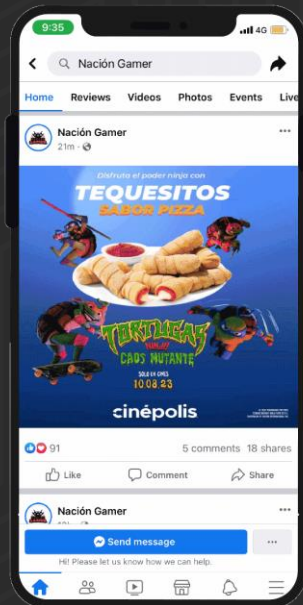 9:35
4G
Nación Gamer
Home Reviews Videos Photos Events Live
Nación Gamer
21m
Disfruta el poder ninja con
TEQUESITOS
SABOR PIZZA
TORTUGAS
NINJA
CAOS MUTANTE
SOLO EN CINES
10.08.23
cinépolis
91 5 comments 18 shares
Like Comment Share
Nación Gamer
Send message
Hi! Please let us know how we can help.